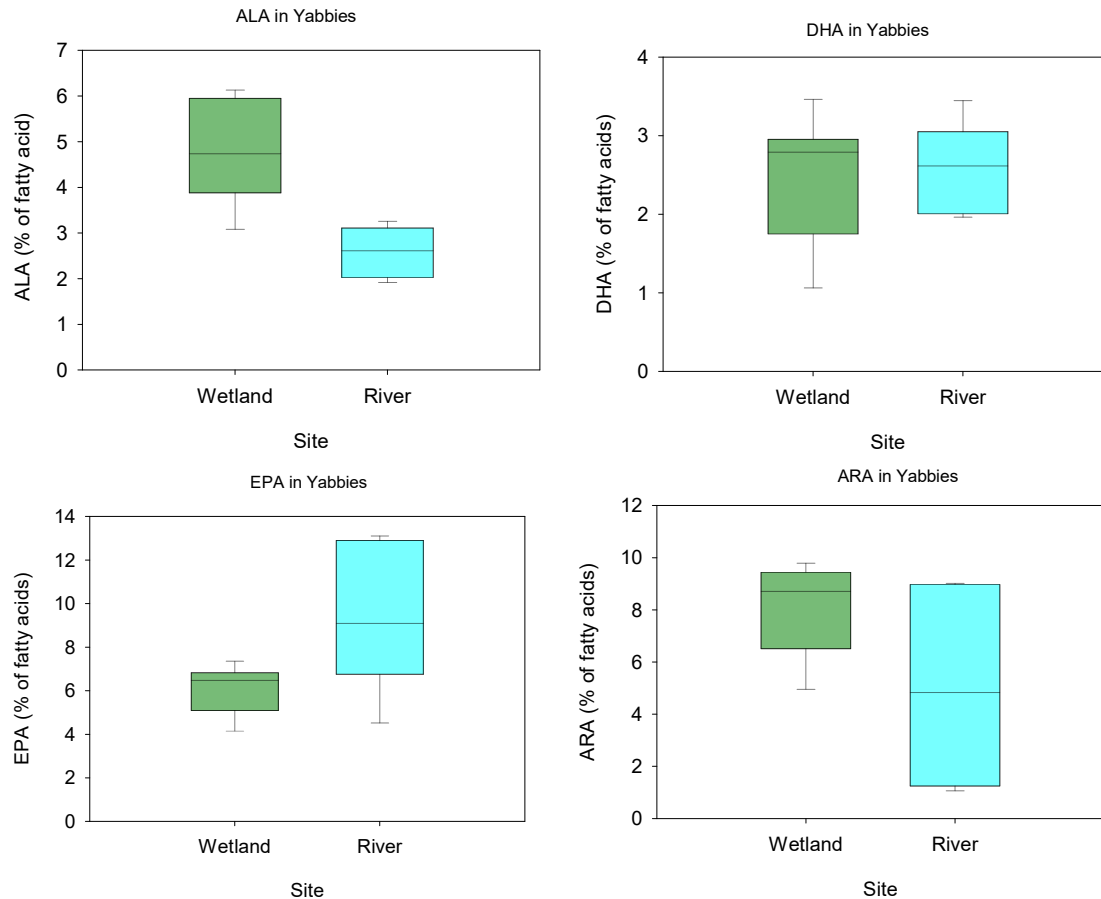 ALA in Yabbies
7
6
5
4
3
2
1
0
ALA (% of fatty acid)
Wetland River
Site
DHA in Yabbies
4
3
2
1
0
DHA (% of fatty acids)
Wetland River
Site
EPA in Yabbies
14
12
10
8
6
4
2
0
EPA (% of fatty acids)
Wetland River
Site
ARA in Yabbies
12
10
8
6
4
2
0
ARA (% of fatty acids)
Wetland River
Site